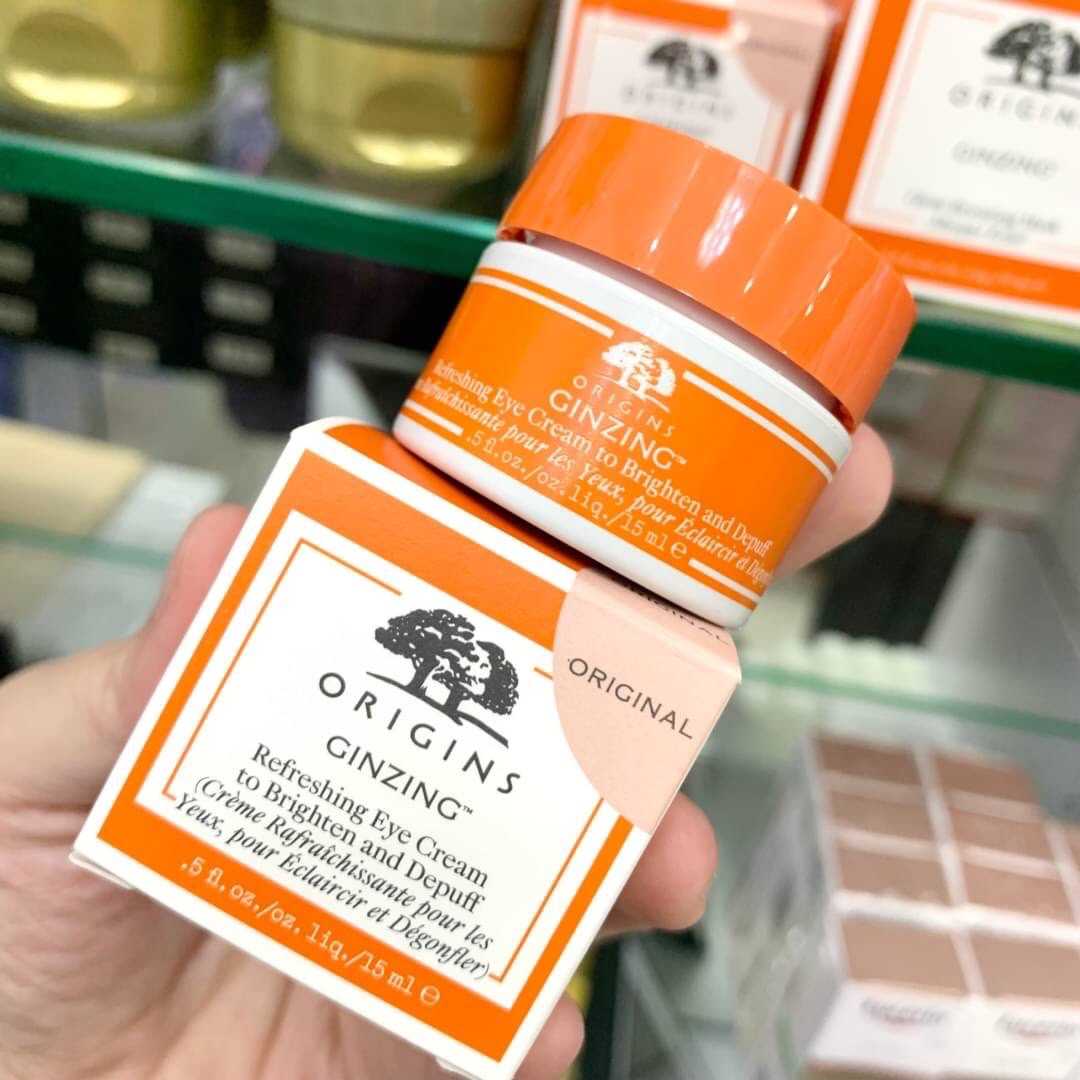 ORIGINS
ORIGINS
GINZING
ORIGINS
GINZING™
Refreshing Eye Cream to Brighten and Depuff
Rafraîchissante pour les Yeux, pour Éclaircir et
.5 fl.oz./oz.liq./15 ml ℮
ORIGINAL
ORIGINAL
ORIGINS
GINZING™
Refreshing Eye Cream
to Brighten and Depuff
(Crème Rafraîchissante pour les
Yeux, pour Éclaircir et Dégonfler)
.5 fl.oz./oz. liq./15 ml ℮